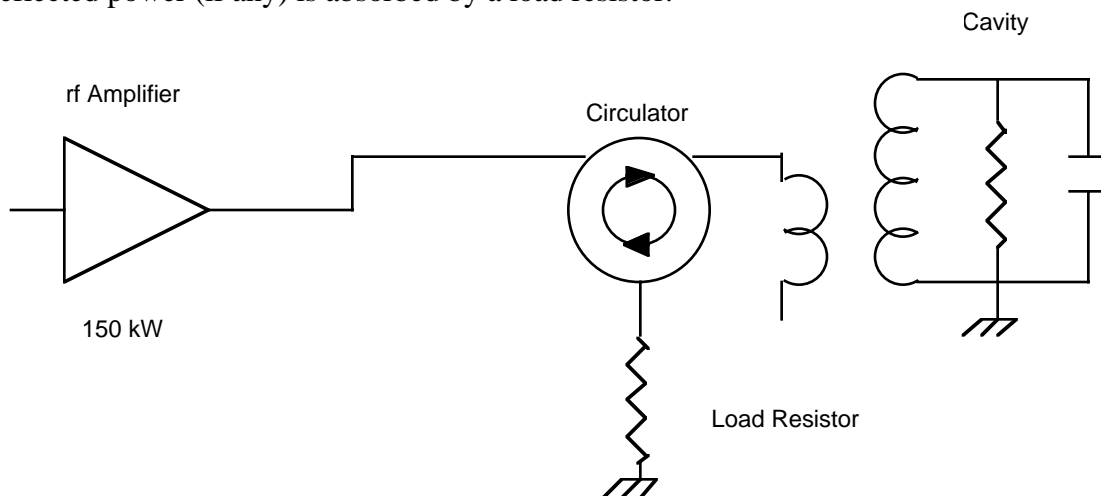 reflected power (if any) is absorbed by a load resistor.
Cavity
rf Amplifier
Circulator
150 kW
Load Resistor